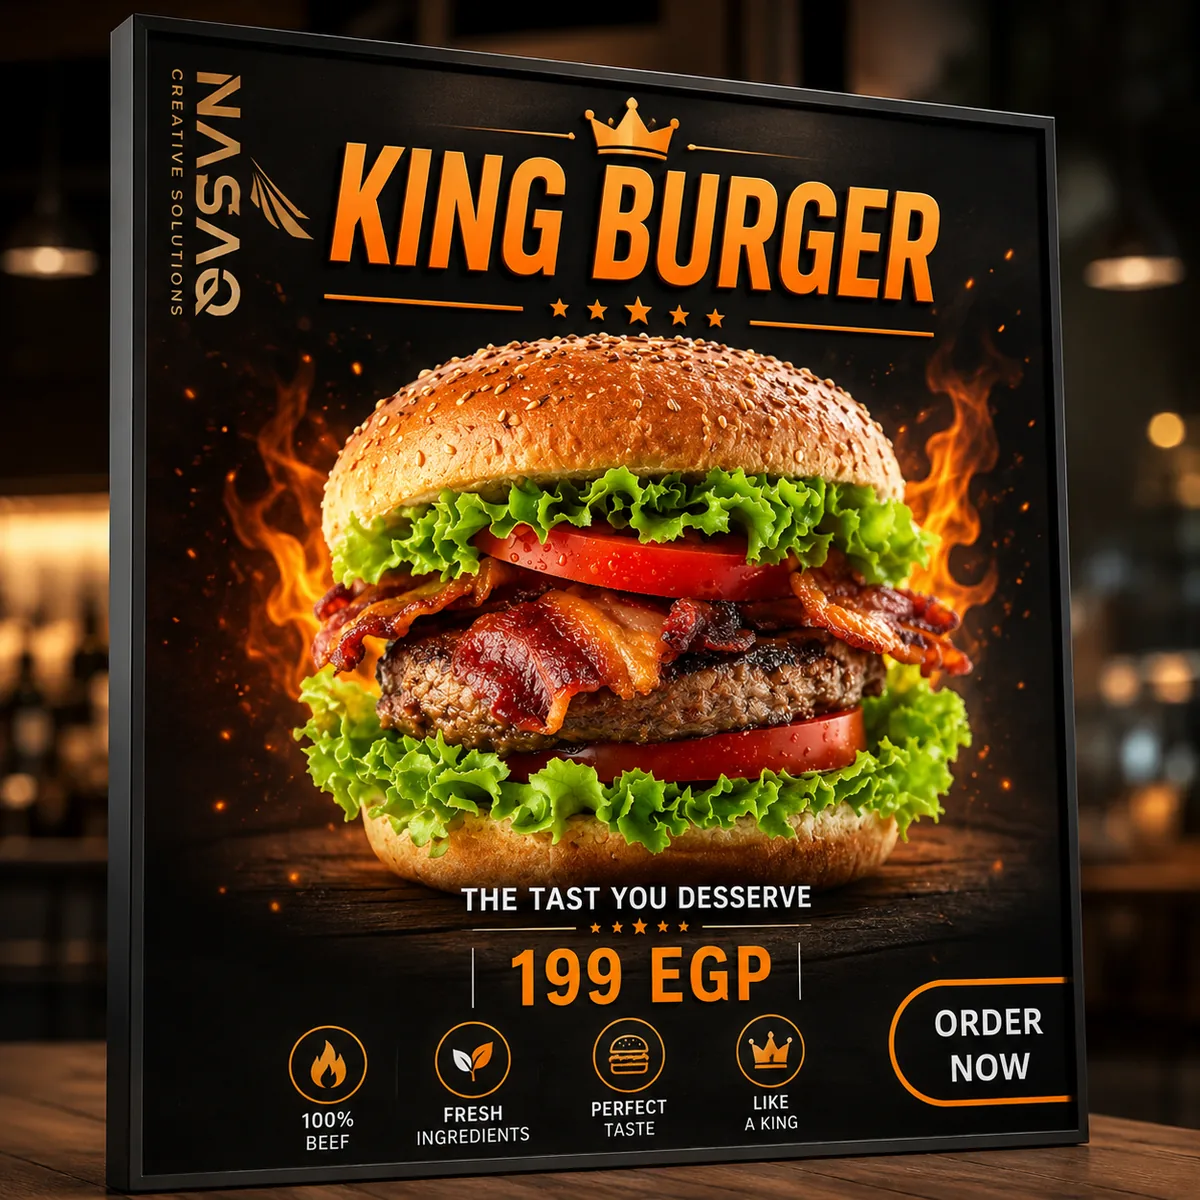 NASAQ
CREATIVE SOLUTIONS
KING BURGER
THE TAST YOU DESSERVE
199 EGP
100%
BEEF
FRESH
INGREDIENTS
PERFECT
TASTE
LIKE
A KING
ORDER
NOW